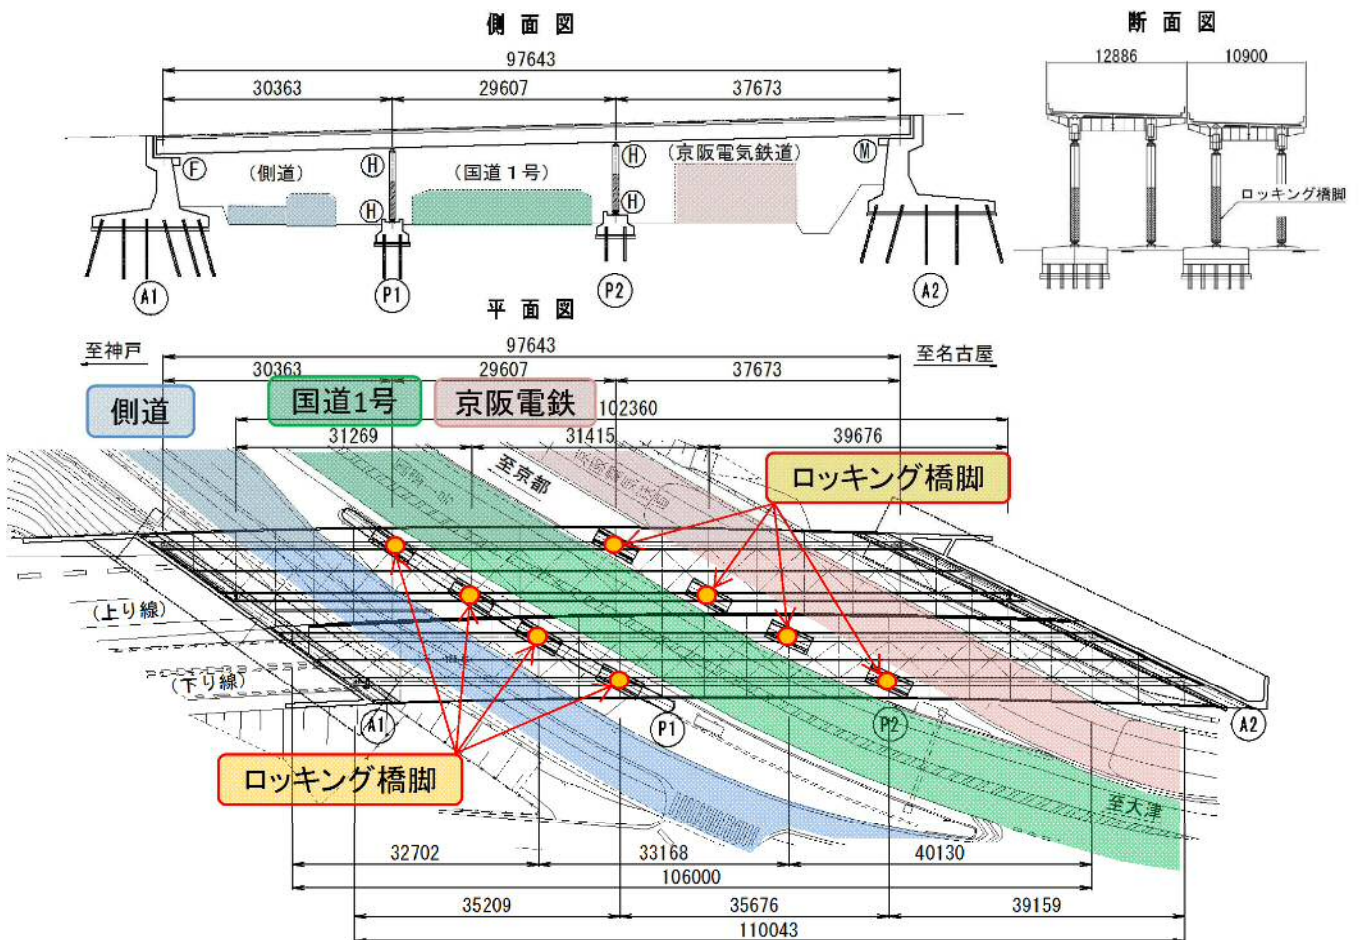 側面図
断面図
97643
30363
29607
37673
12886
10900
F
(側道)
H
H
(国道1号)
H
H
(京阪電気鉄道)
M
ロッキング橋脚
A1
P1
P2
A2
平面図
至神戸
97643
至名古屋
30363
29607
37673
側道
国道1号
京阪電鉄
102360
31269
31415
39676
至京都
ロッキング橋脚
(上り線)
(下り線)
A1
P1
P2
A2
ロッキング橋脚
至大津
32702
33168
40130
106000
35209
35676
39159
110043